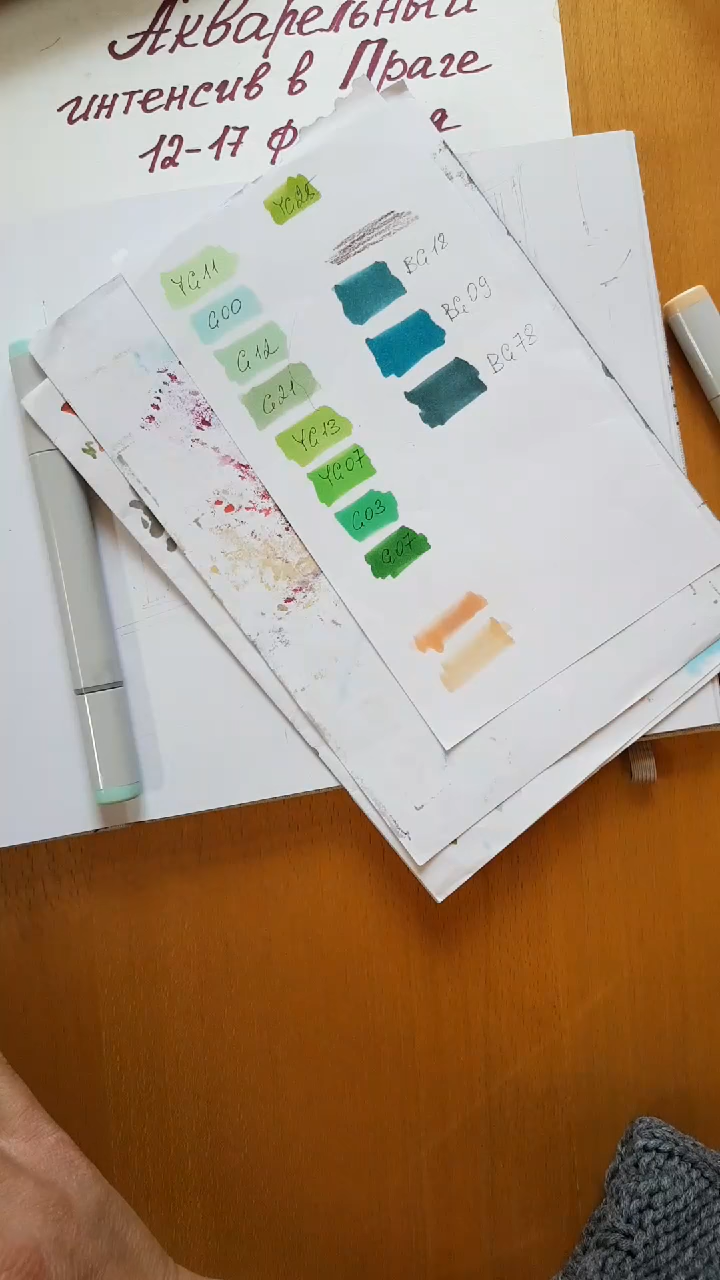 Акварельный
интенсив в Праге
12-17
YG11
G00
G12
G21
YG13
YG07
G03
G07
BG18
BG09
BG78